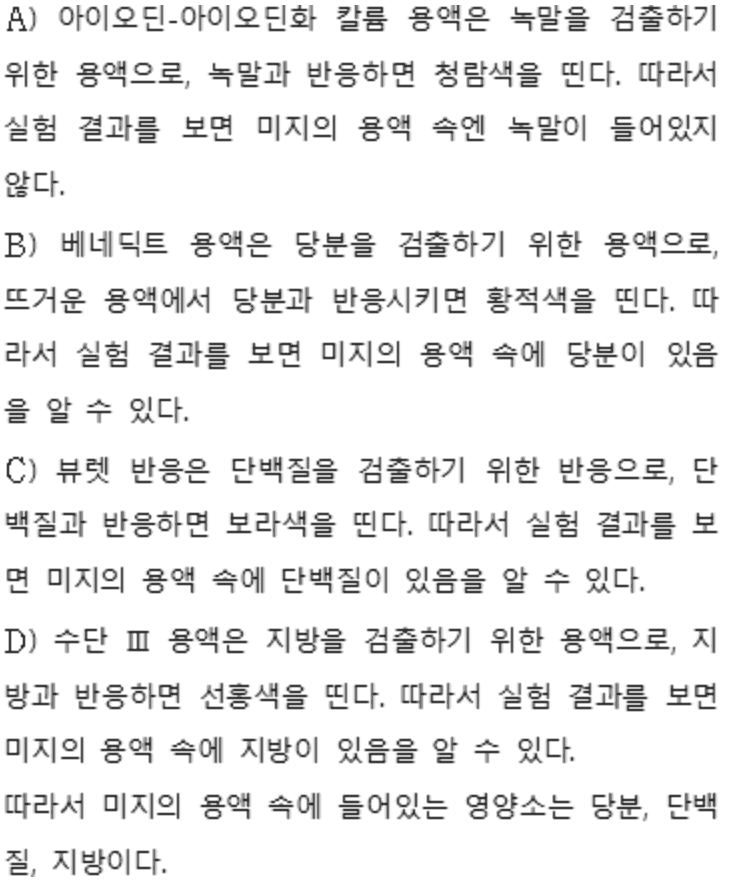 A) 아이오딘-아이오딘화 칼륨 용액은 녹말을 검출하기
위한 용액으로, 녹말과 반응하면 청람색을 띤다. 따라서
실험 결과를 보면 미지의 용액 속엔 녹말이 들어있지
않다.
B) 베네딕트 용액은 당분을 검출하기 위한 용액으로,
뜨거운 용액에서 당분과 반응시키면 황적색을 띤다. 따
라서 실험 결과를 보면 미지의 용액 속에 당분이 있음
을 알 수 있다.
C) 뷰렛 반응은 단백질을 검출하기 위한 반응으로, 단
백질과 반응하면 보라색을 띤다. 따라서 실험 결과를 보
면 미지의 용액 속에 단백질이 있음을 알 수 있다.
D) 수단 Ⅲ 용액은 지방을 검출하기 위한 용액으로, 지
방과 반응하면 선홍색을 띤다. 따라서 실험 결과를 보면
미지의 용액 속에 지방이 있음을 알 수 있다.
따라서 미지의 용액 속에 들어있는 영양소는 당분, 단백
질, 지방이다.